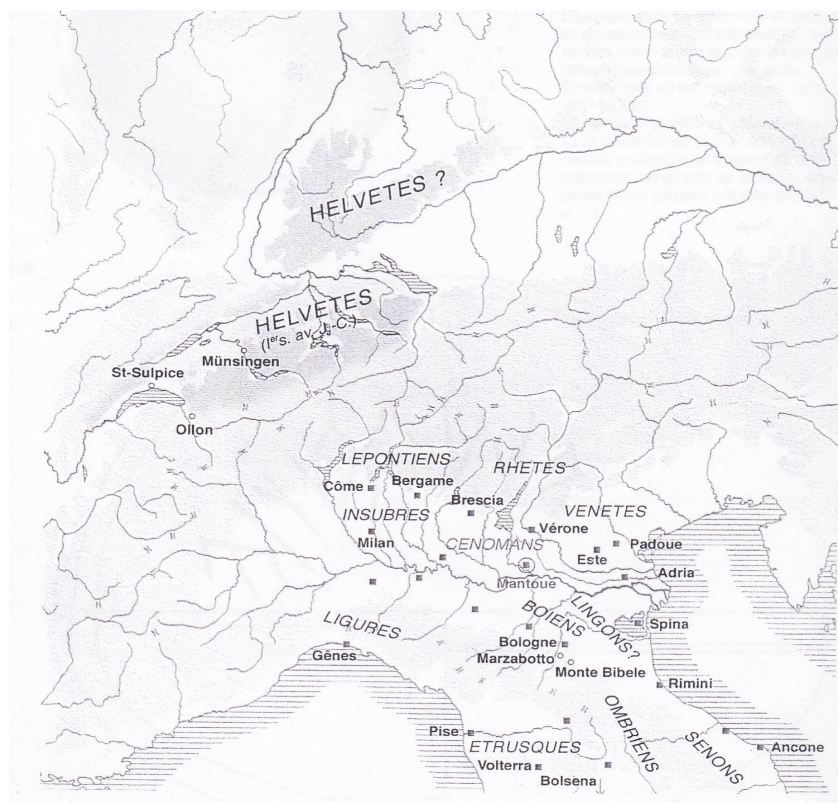 HELVETES ?
HELVETES
(Iers. av. J.-C.)
Münsingen
St-Sulpice
Ollon
LEPONTIENS
RHETES
Bergame
Côme
Brescia
VENETES
INSUBRES
Vérone
Milan
Padoue
CENOMANS
Este
Adria
Mantoue
BOIENS
LINGONS?
LIGURES
Spina
Bologne
Gênes
Marzabotto
Monte Bibele
Rimini
OMBRIENS
Pise
SENONS
ETRUSQUES
Ancone
Volterra
Bolsena